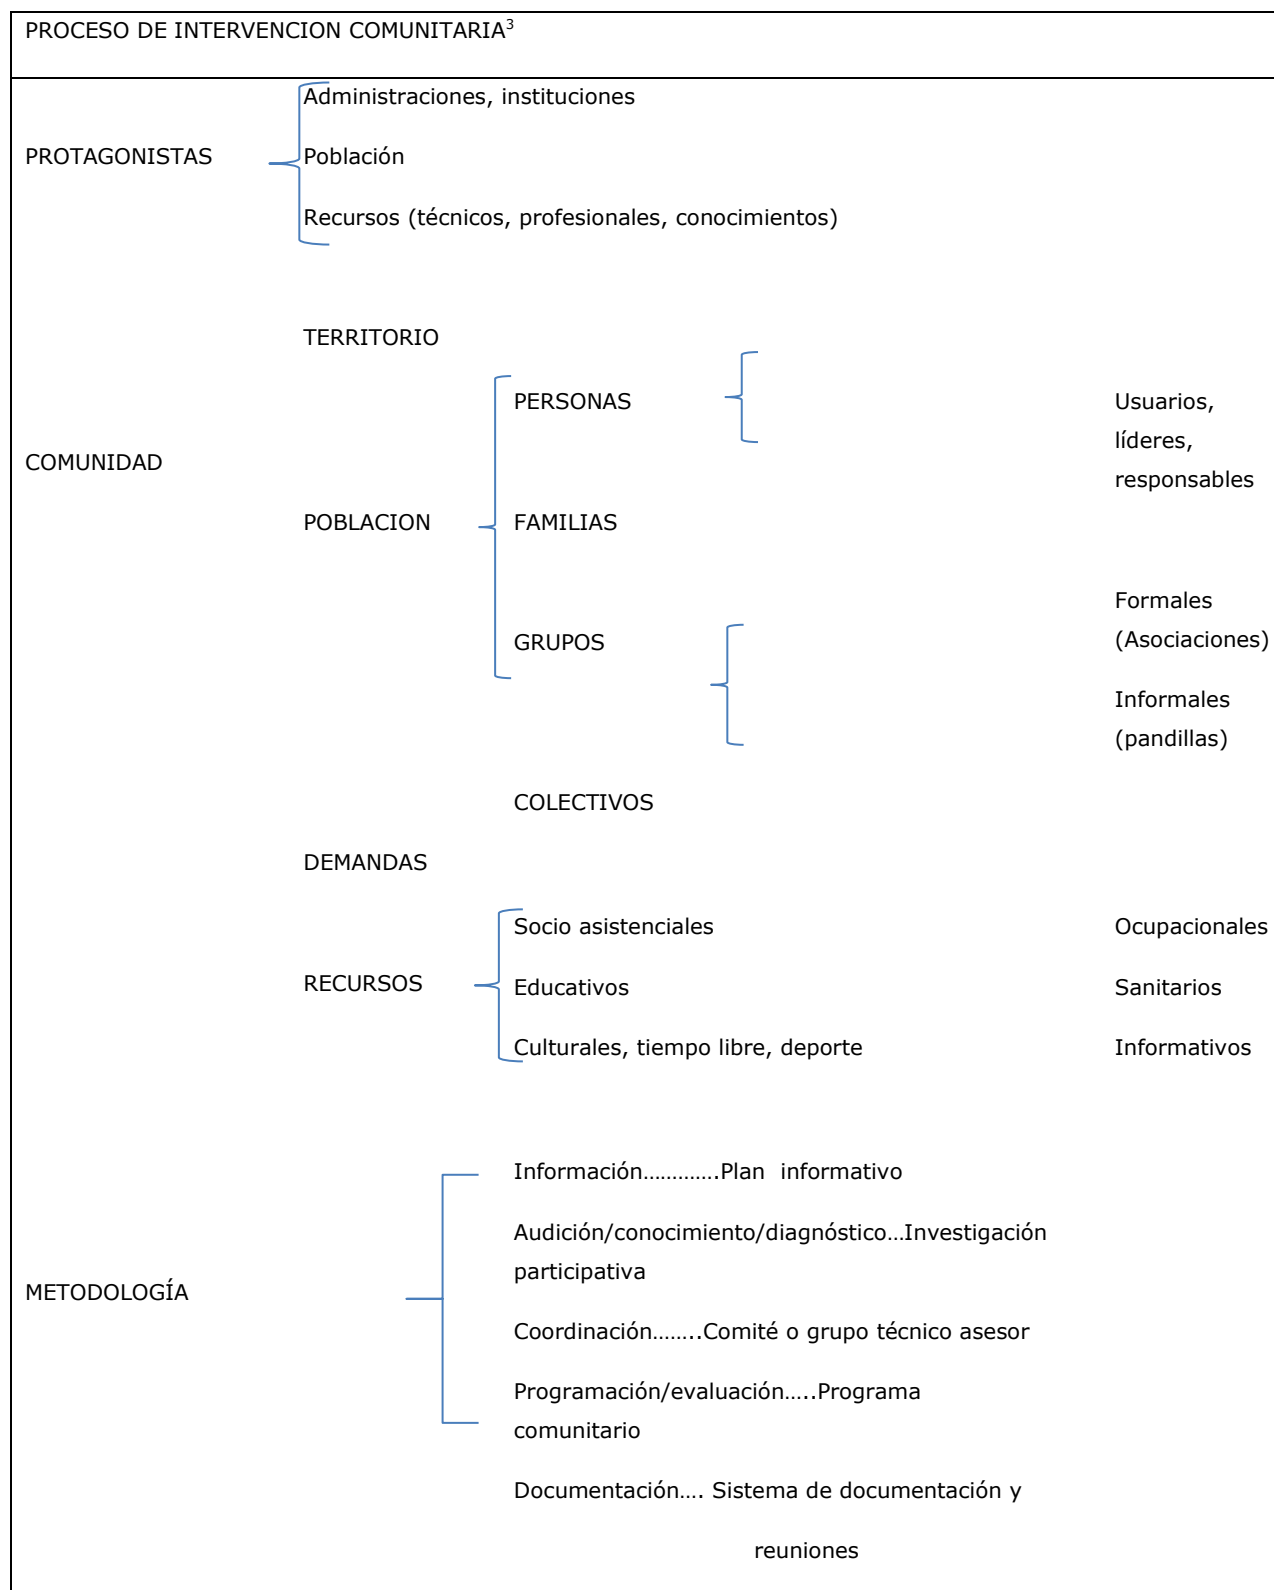 PROCESO DE INTERVENCION COMUNITARIA³
Administraciones, instituciones
PROTAGONISTAS
Población
Recursos (técnicos, profesionales, conocimientos)
TERRITORIO
PERSONAS
Usuarios,
líderes,
responsables
COMUNIDAD
POBLACION
FAMILIAS
GRUPOS
Formales
(Asociaciones)
Informales
(pandillas)
COLECTIVOS
DEMANDAS
RECURSOS
Socio asistenciales
Ocupacionales
Educativos
Sanitarios
Culturales, tiempo libre, deporte
Informativos
METODOLOGÍA
Información………….Plan  informativo
Audición/conocimiento/diagnóstico…Investigación
participativa
Coordinación……..Comité o grupo técnico asesor
Programación/evaluación…..Programa
comunitario
Documentación…. Sistema de documentación y
reuniones